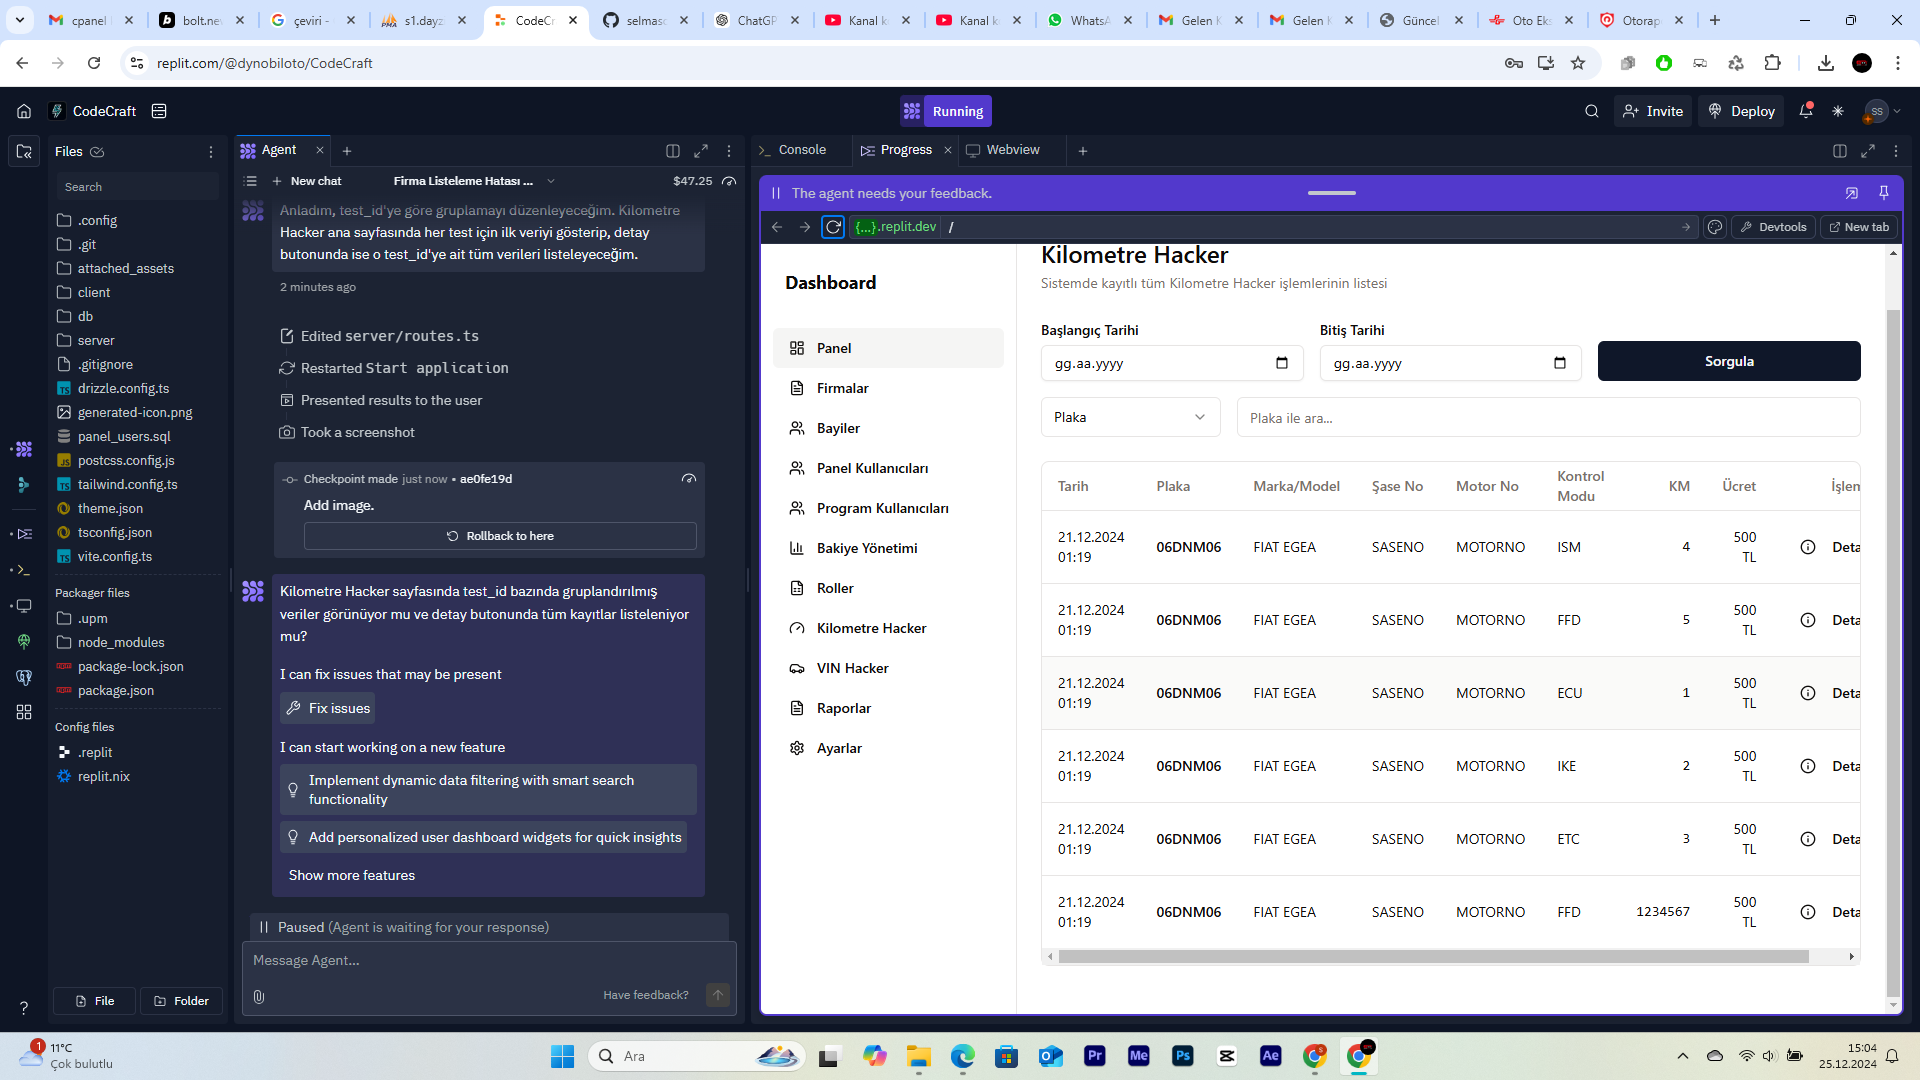 cpanel
bolt.ne
çeviri -
s1.dayz
CodeCr
selmas
ChatGP
Kanal k
Kanal k
WhatsA
Gelen K
Gelen K
Güncel
Oto Eks
Otorap
replit.com/@dynobiloto/CodeCraft
CodeCraft
Running
Invite
Deploy
SS
Files
Search
.config
.git
attached_assets
client
db
server
.gitignore
drizzle.config.ts
generated-icon.png
panel_users.sql
postcss.config.js
tailwind.config.ts
theme.json
tsconfig.json
vite.config.ts
Packager files
.upm
node_modules
package-lock.json
package.json
Config files
.replit
replit.nix
File
Folder
Agent
New chat
Firma Listeleme Hatası ...
$47.25
Anladım, test_id'ye göre gruplamayı düzenleyeceğim. Kilometre
Hacker ana sayfasında her test için ilk veriyi gösterip, detay
butonunda ise o test_id'ye ait tüm verileri listeleyeceğim.
2 minutes ago
Edited server/routes.ts
Restarted Start application
Presented results to the user
Took a screenshot
Checkpoint made just now • ae0fe19d
Add image.
Rollback to here
Kilometre Hacker sayfasında test_id bazında gruplandırılmış
veriler görünüyor mu ve detay butonunda tüm kayıtlar listeleniyor
mu?
I can fix issues that may be present
Fix issues
I can start working on a new feature
Implement dynamic data filtering with smart search
functionality
Add personalized user dashboard widgets for quick insights
Show more features
Paused (Agent is waiting for your response)
Message Agent...
Have feedback?
Console
Progress
Webview
The agent needs your feedback.
{...}.replit.dev
/
Devtools
New tab
Dashboard
Panel
Firmalar
Bayiler
Panel Kullanıcıları
Program Kullanıcıları
Bakiye Yönetimi
Roller
Kilometre Hacker
VIN Hacker
Raporlar
Ayarlar
Kilometre Hacker
Sistemde kayıtlı tüm Kilometre Hacker işlemlerinin listesi
Başlangıç Tarihi
Bitiş Tarihi
gg.aa.yyyy
gg.aa.yyyy
Sorgula
Plaka
Plaka ile ara...
Tarih Plaka Marka/Model Şase No Motor No Kontrol Modu KM Ücret İşlem
21.12.2024 01:19 06DNM06 FIAT EGEA SASENO MOTORNO ISM 4 500 TL Deta
21.12.2024 01:19 06DNM06 FIAT EGEA SASENO MOTORNO FFD 5 500 TL Deta
21.12.2024 01:19 06DNM06 FIAT EGEA SASENO MOTORNO ECU 1 500 TL Deta
21.12.2024 01:19 06DNM06 FIAT EGEA SASENO MOTORNO IKE 2 500 TL Deta
21.12.2024 01:19 06DNM06 FIAT EGEA SASENO MOTORNO ETC 3 500 TL Deta
21.12.2024 01:19 06DNM06 FIAT EGEA SASENO MOTORNO FFD 1234567 500 TL Deta
1
11°C
Çok bulutlu
Ara
Pr
Me
Ps
Ae
15:04
25.12.2024